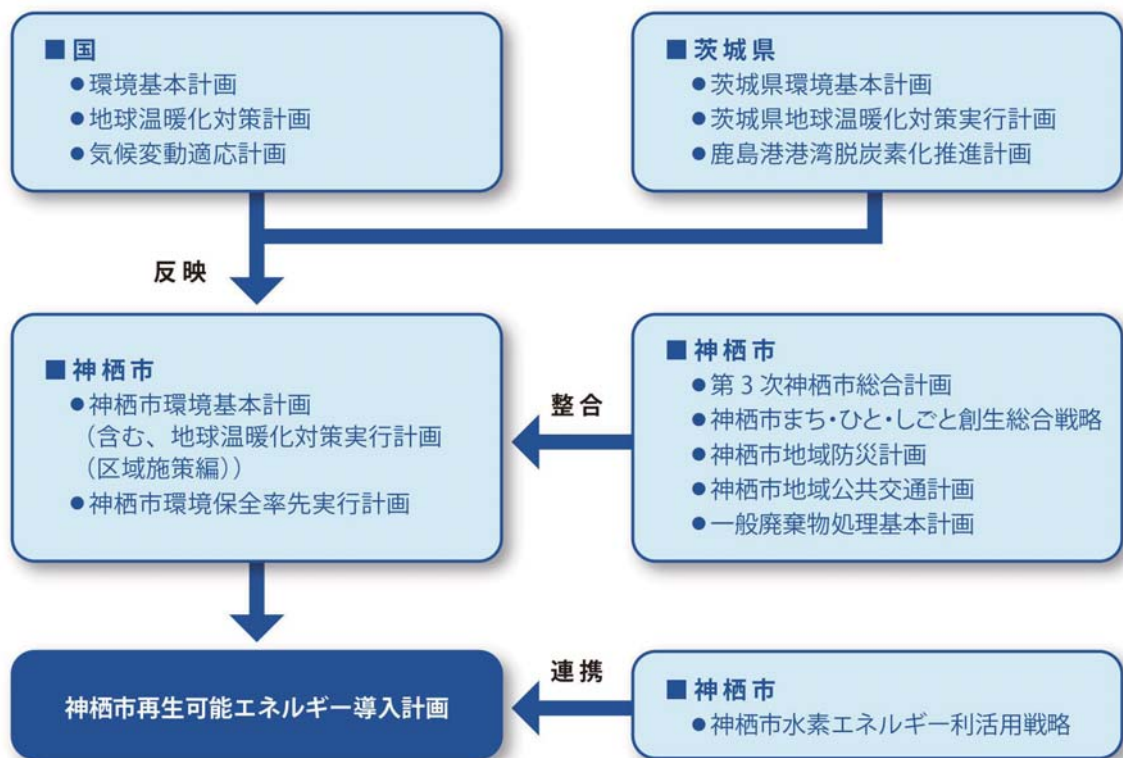 ■国
●環境基本計画
●地球温暖化対策計画
●気候変動適応計画
■茨城県
●茨城県環境基本計画
●茨城県地球温暖化対策実行計画
●鹿島港港湾脱炭素化推進計画
反映
■神栖市
●神栖市環境基本計画
（含む、地球温暖化対策実行計画
（区域施策編））
●神栖市環境保全率先実行計画
整合
■神栖市
●第3次神栖市総合計画
●神栖市まち・ひと・しごと創生総合戦略
●神栖市地域防災計画
●神栖市地域公共交通計画
●一般廃棄物処理基本計画
神栖市再生可能エネルギー導入計画
連携
■神栖市
●神栖市水素エネルギー利活用戦略